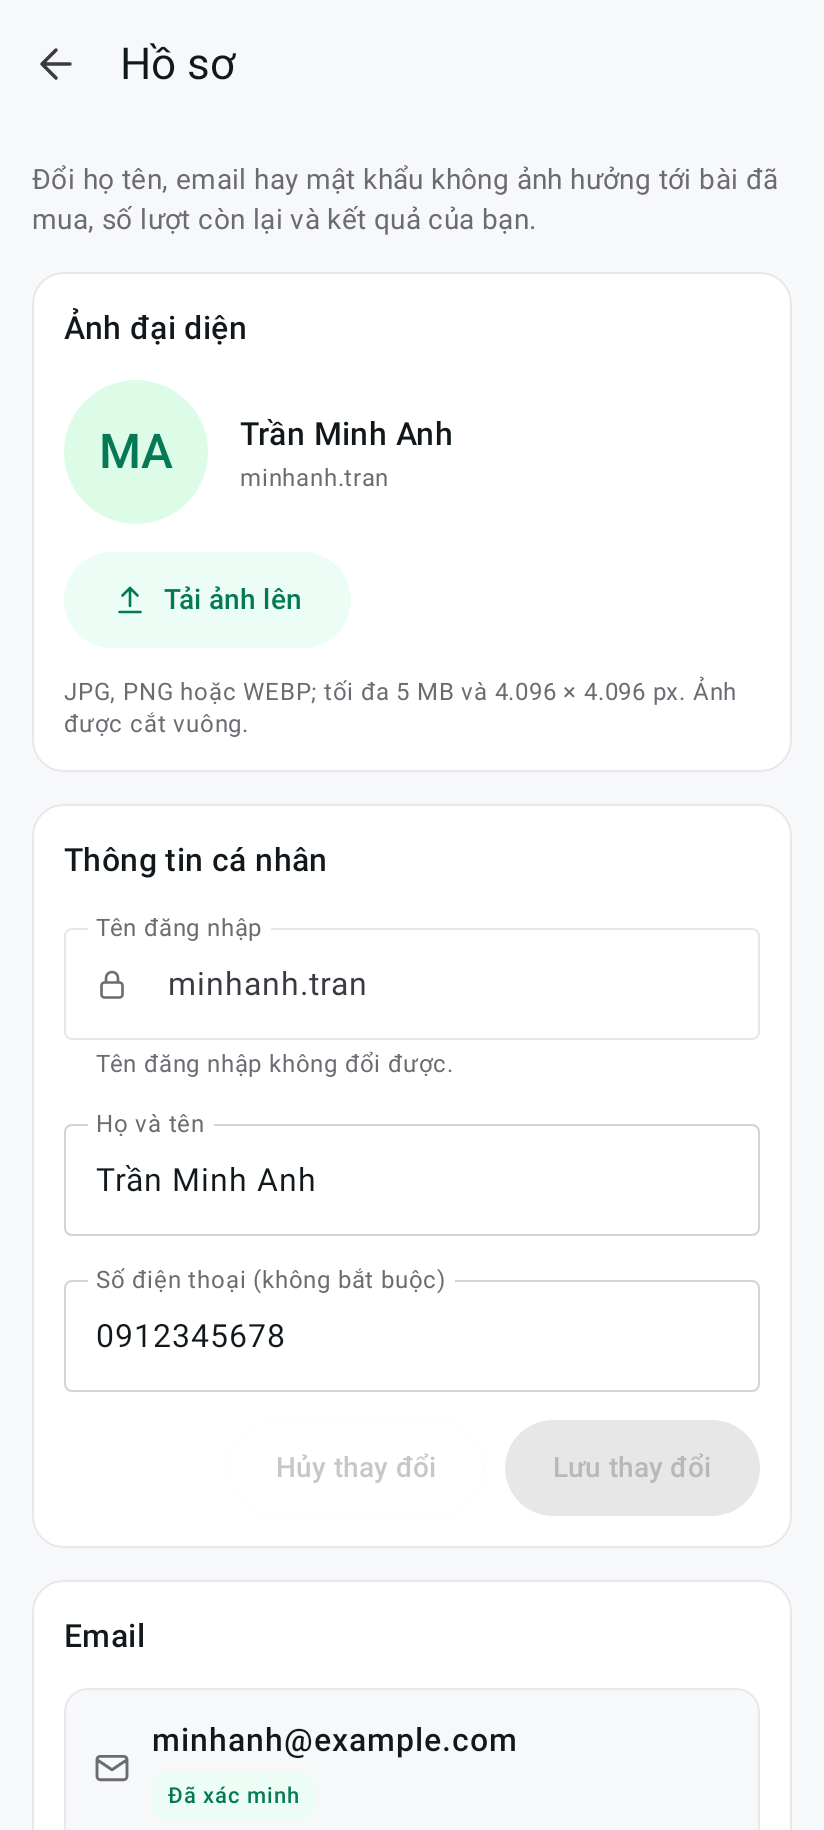 Hồ sơ
Đổi họ tên, email hay mật khẩu không ảnh hưởng tới bài đã
mua, số lượt còn lại và kết quả của bạn.
Ảnh đại diện
MA
Trần Minh Anh
minhanh.tran
Tải ảnh lên
JPG, PNG hoặc WEBP; tối đa 5 MB và 4.096 × 4.096 px. Ảnh
được cắt vuông.
Thông tin cá nhân
Tên đăng nhập
minhanh.tran
Tên đăng nhập không đổi được.
Họ và tên
Trần Minh Anh
Số điện thoại (không bắt buộc)
0912345678
Hủy thay đổi
Lưu thay đổi
Email
minhanh@example.com
Đã xác minh